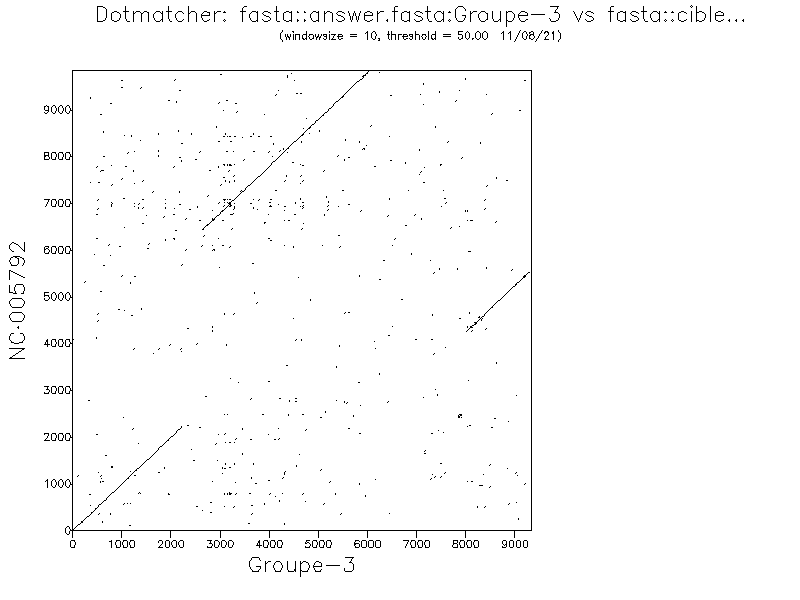 Dotmatcher: fasta::answer.fasta:Groupe-3 vs fasta::cible...
(windowsize = 10, threshold = 50.00 11/08/21)
NC-005792
9000
8000
7000
6000
5000
4000
3000
2000
1000
0
0 1000 2000 3000 4000 5000 6000 7000 8000 9000
Groupe-3